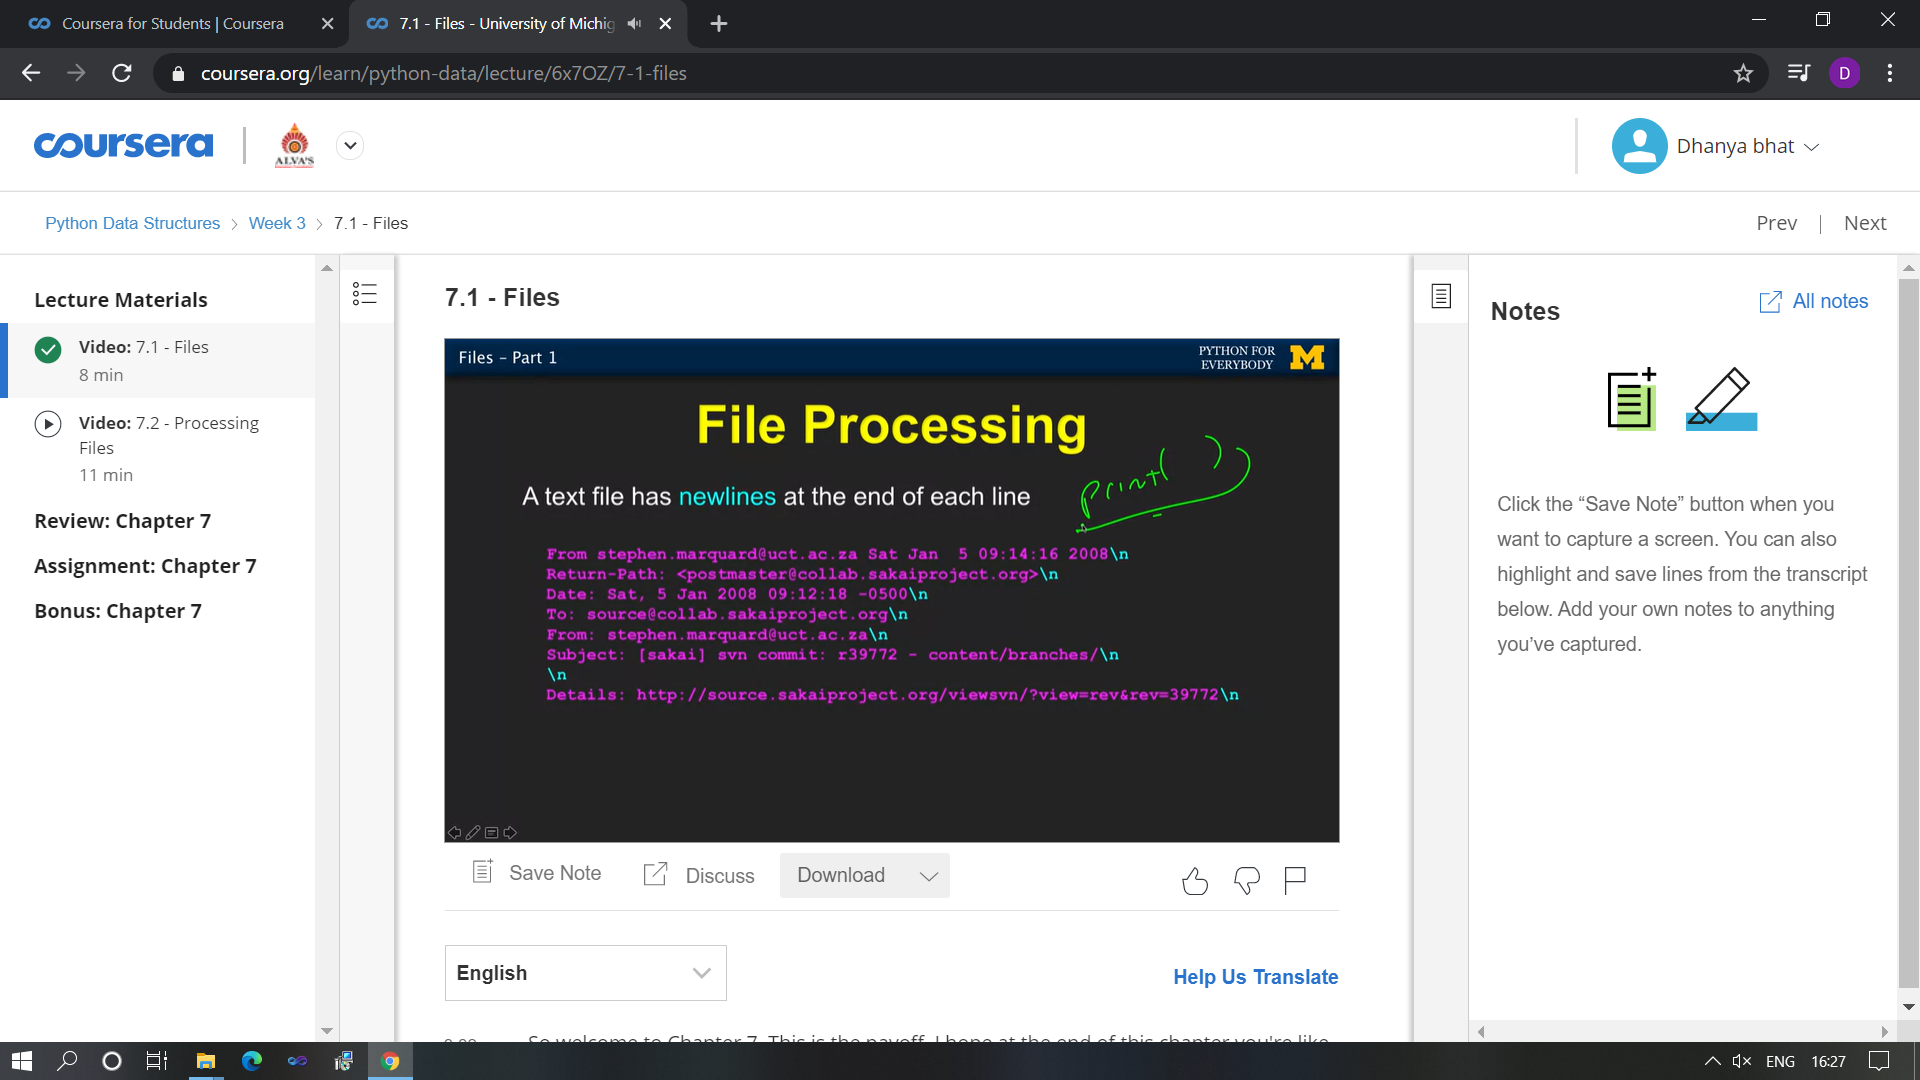 Coursera for Students | Coursera
7.1 - Files - University of Michig
coursera.org/learn/python-data/lecture/6x7OZ/7-1-files
D
coursera
ALVA'S
Dhanya bhat
Python Data Structures > Week 3 > 7.1 - Files
Prev | Next
Lecture Materials
Video: 7.1 - Files
8 min
Video: 7.2 - Processing
Files
11 min
Review: Chapter 7
Assignment: Chapter 7
Bonus: Chapter 7
7.1 - Files
Files – Part 1
PYTHON FOR
EVERYBODY
M
File Processing
A text file has newlines at the end of each line
print( )
From stephen.marquard@uct.ac.za Sat Jan  5 09:14:16 2008\n
Return-Path: <postmaster@collab.sakaiproject.org>\n
Date: Sat, 5 Jan 2008 09:12:18 -0500\n
To: source@collab.sakaiproject.org\n
From: stephen.marquard@uct.ac.za\n
Subject: [sakai] svn commit: r39772 - content/branches/\n
\n
Details: http://source.sakaiproject.org/viewsvn/?view=rev&rev=39772\n
Save Note
Discuss
Download
English
Help Us Translate
So welcome to Chapter 7. This is the payoff. I hope at the end of this chapter you're like
Notes
All notes
Click the “Save Note” button when you
want to capture a screen. You can also
highlight and save lines from the transcript
below. Add your own notes to anything
you’ve captured.
ENG
16:27